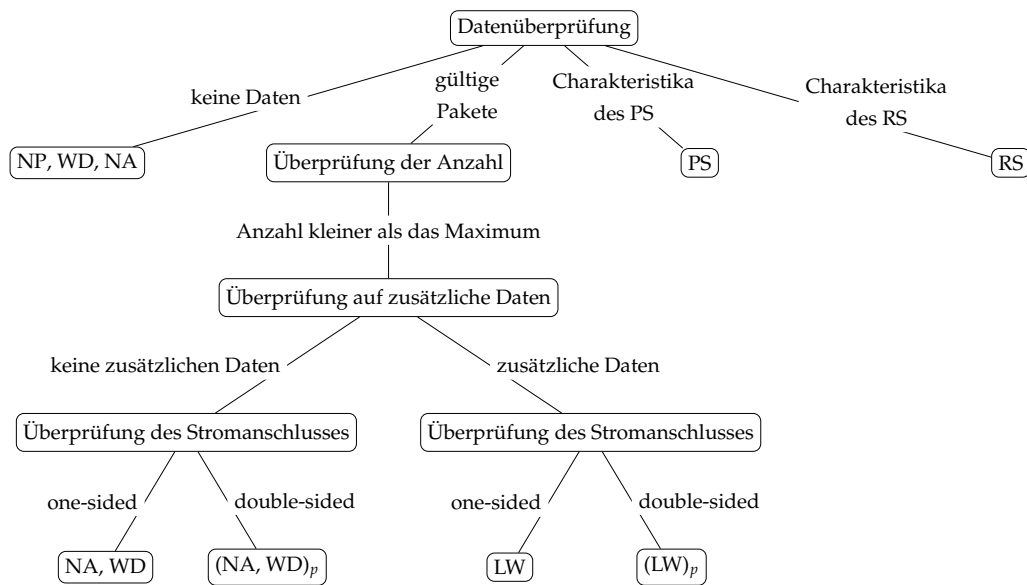 Datenüberprüfung
keine Daten
gültige
Pakete
Charakteristika
des PS
Charakteristika
des RS
NP, WD, NA
Überprüfung der Anzahl
PS
RS
Anzahl kleiner als das Maximum
Überprüfung auf zusätzliche Daten
keine zusätzlichen Daten
zusätzliche Daten
Überprüfung des Stromanschlusses
Überprüfung des Stromanschlusses
one-sided
double-sided
one-sided
double-sided
NA, WD
(NA, WD)p
LW
(LW)p